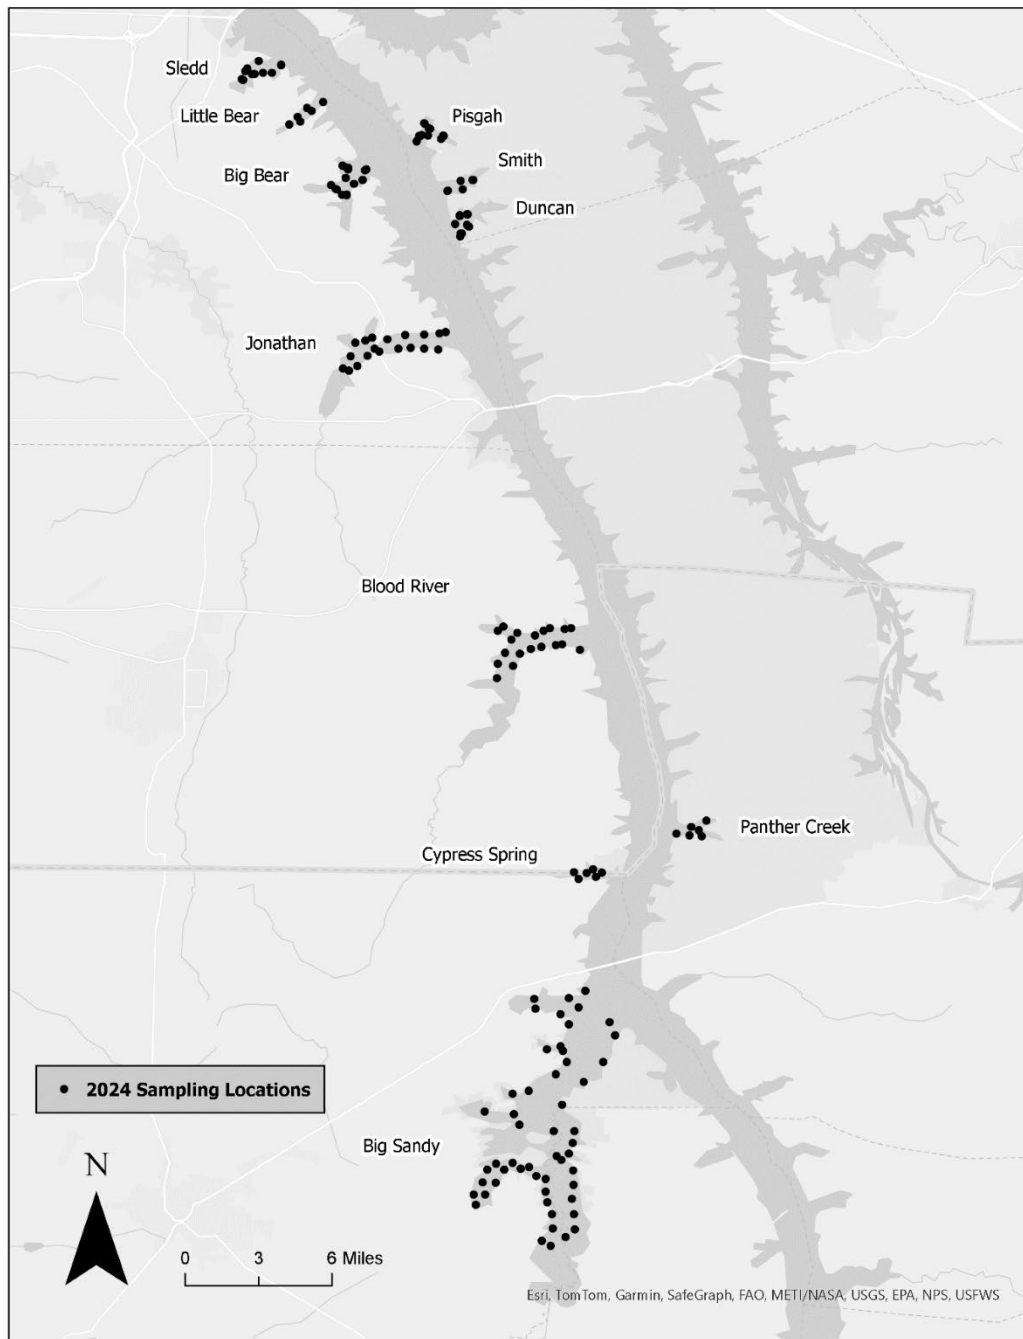 Sledd
Little Bear
Pisgah
Smith
Big Bear
Duncan
Jonathan
Blood River
Panther Creek
Cypress Spring
2024 Sampling Locations
Big Sandy
N
0 3 6 Miles
Esri, TomTom, Garmin, SafeGraph, FAO, METI/NASA, USGS, EPA, NPS, USFWS